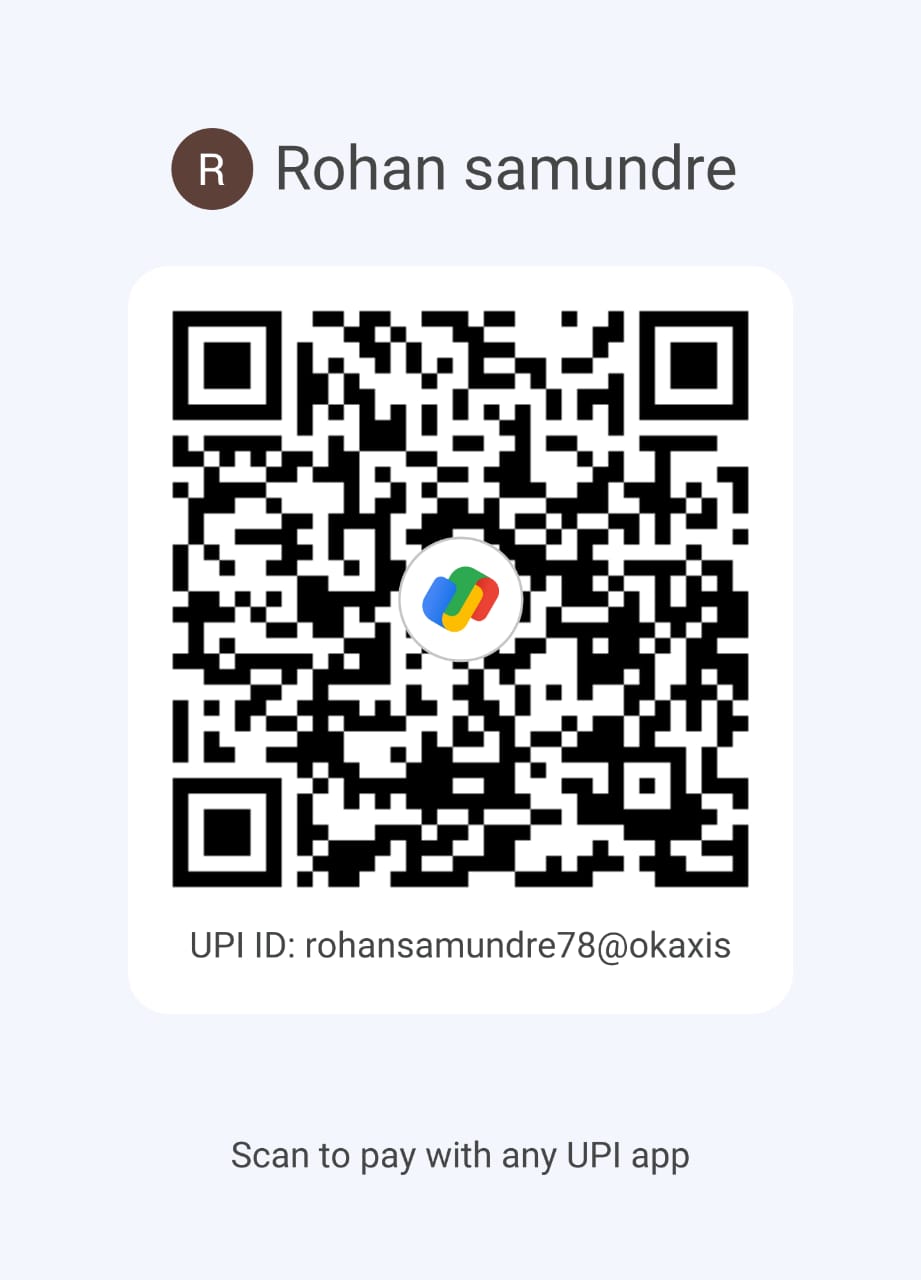 R Rohan samundre
UPI ID: rohansamundre78@okaxis
Scan to pay with any UPI app